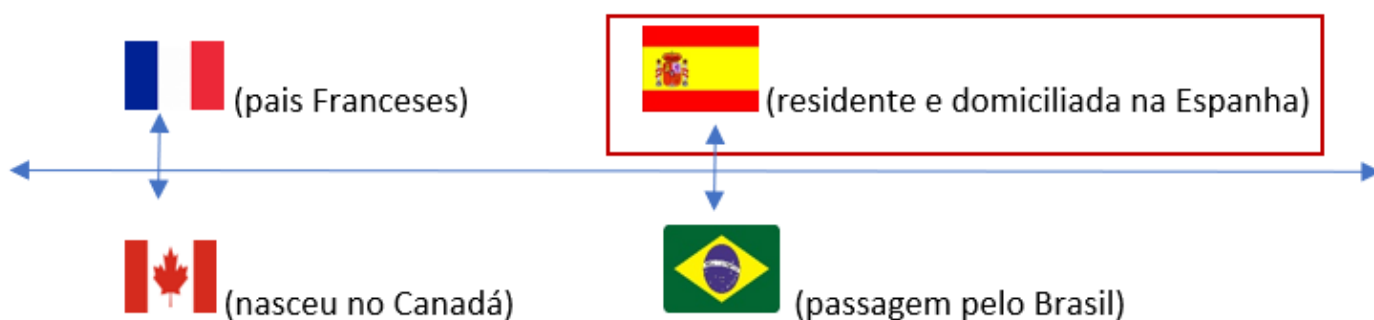 (pais Franceses)
(residente e domiciliada na Espanha)
(nasceu no Canadá)
(passagem pelo Brasil)